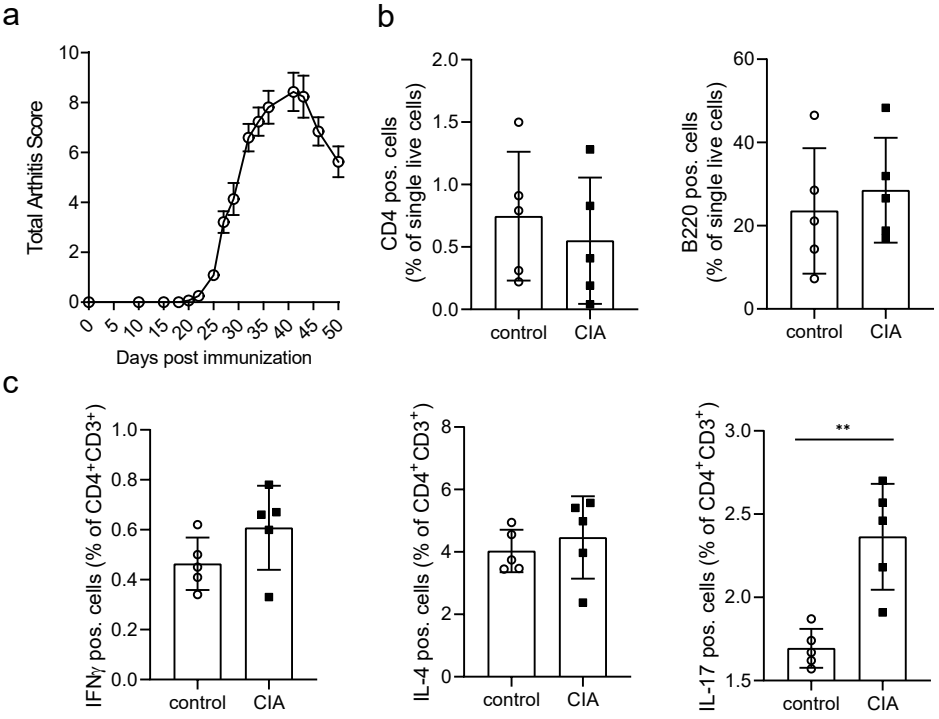 a
Total Arthitis Score
10
8
6
4
2
0
0 5 10 15 20 25 30 35 40 45 50
Days post immunization
b
CD4 pos. cells
(% of single live cells)
2.0
1.5
1.0
0.5
0.0
control CIA
B220 pos. cells
(% of single live cells)
60
40
20
0
control CIA
c
IFNγ pos. cells (% of CD4⁺CD3⁺)
1.0
0.8
0.6
0.4
0.2
0.0
control CIA
IL-4 pos. cells (% of CD4⁺CD3⁺)
8
6
4
2
0
control CIA
IL-17 pos. cells (% of CD4⁺CD3⁺)
3.0
2.5
2.0
1.5
**
control CIA